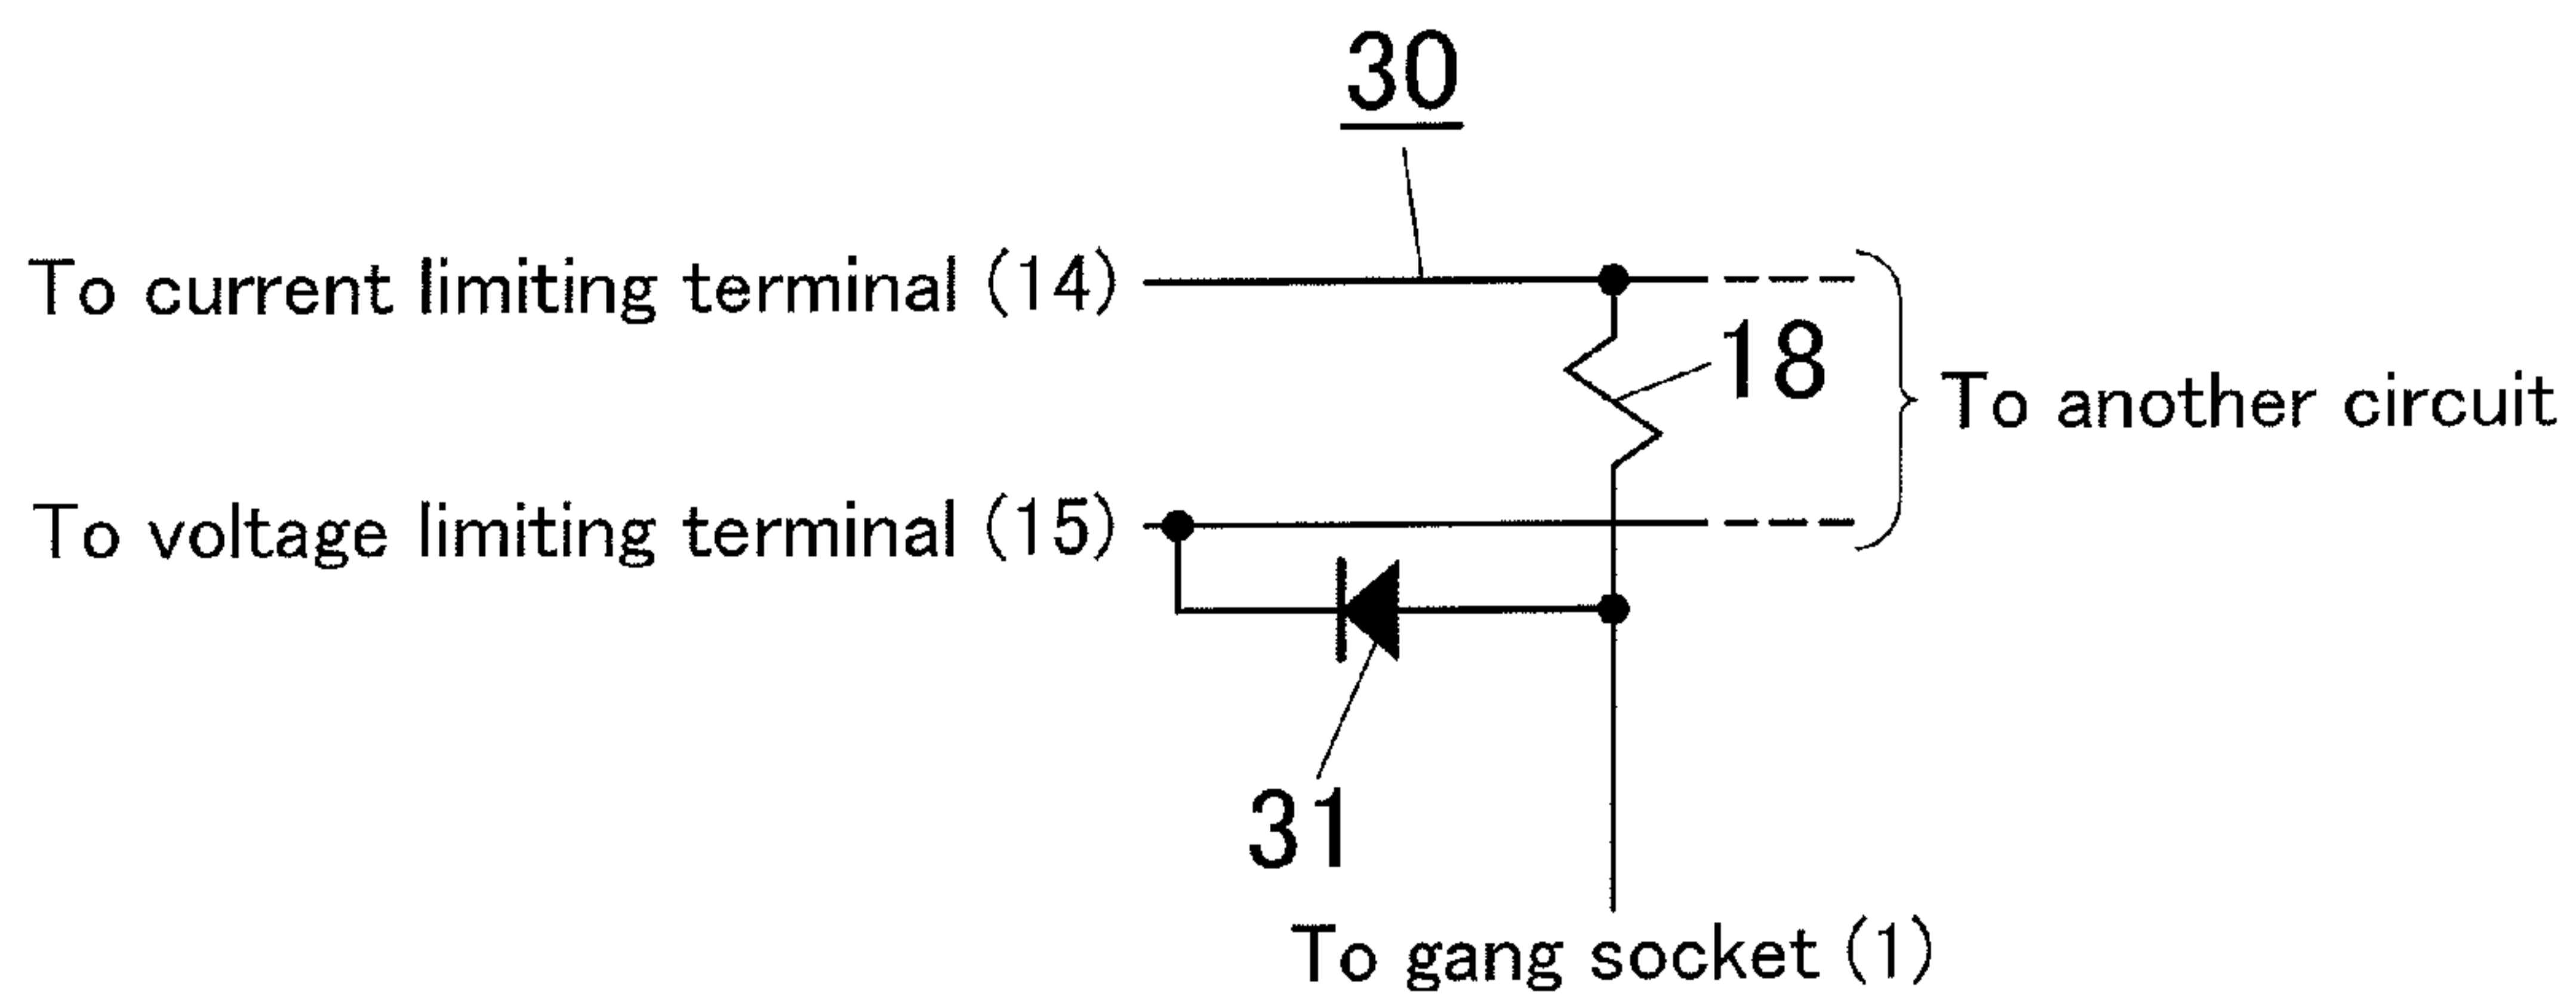 30
To current limiting terminal (14)
18
To another circuit
To voltage limiting terminal (15)
31
To gang socket (1)